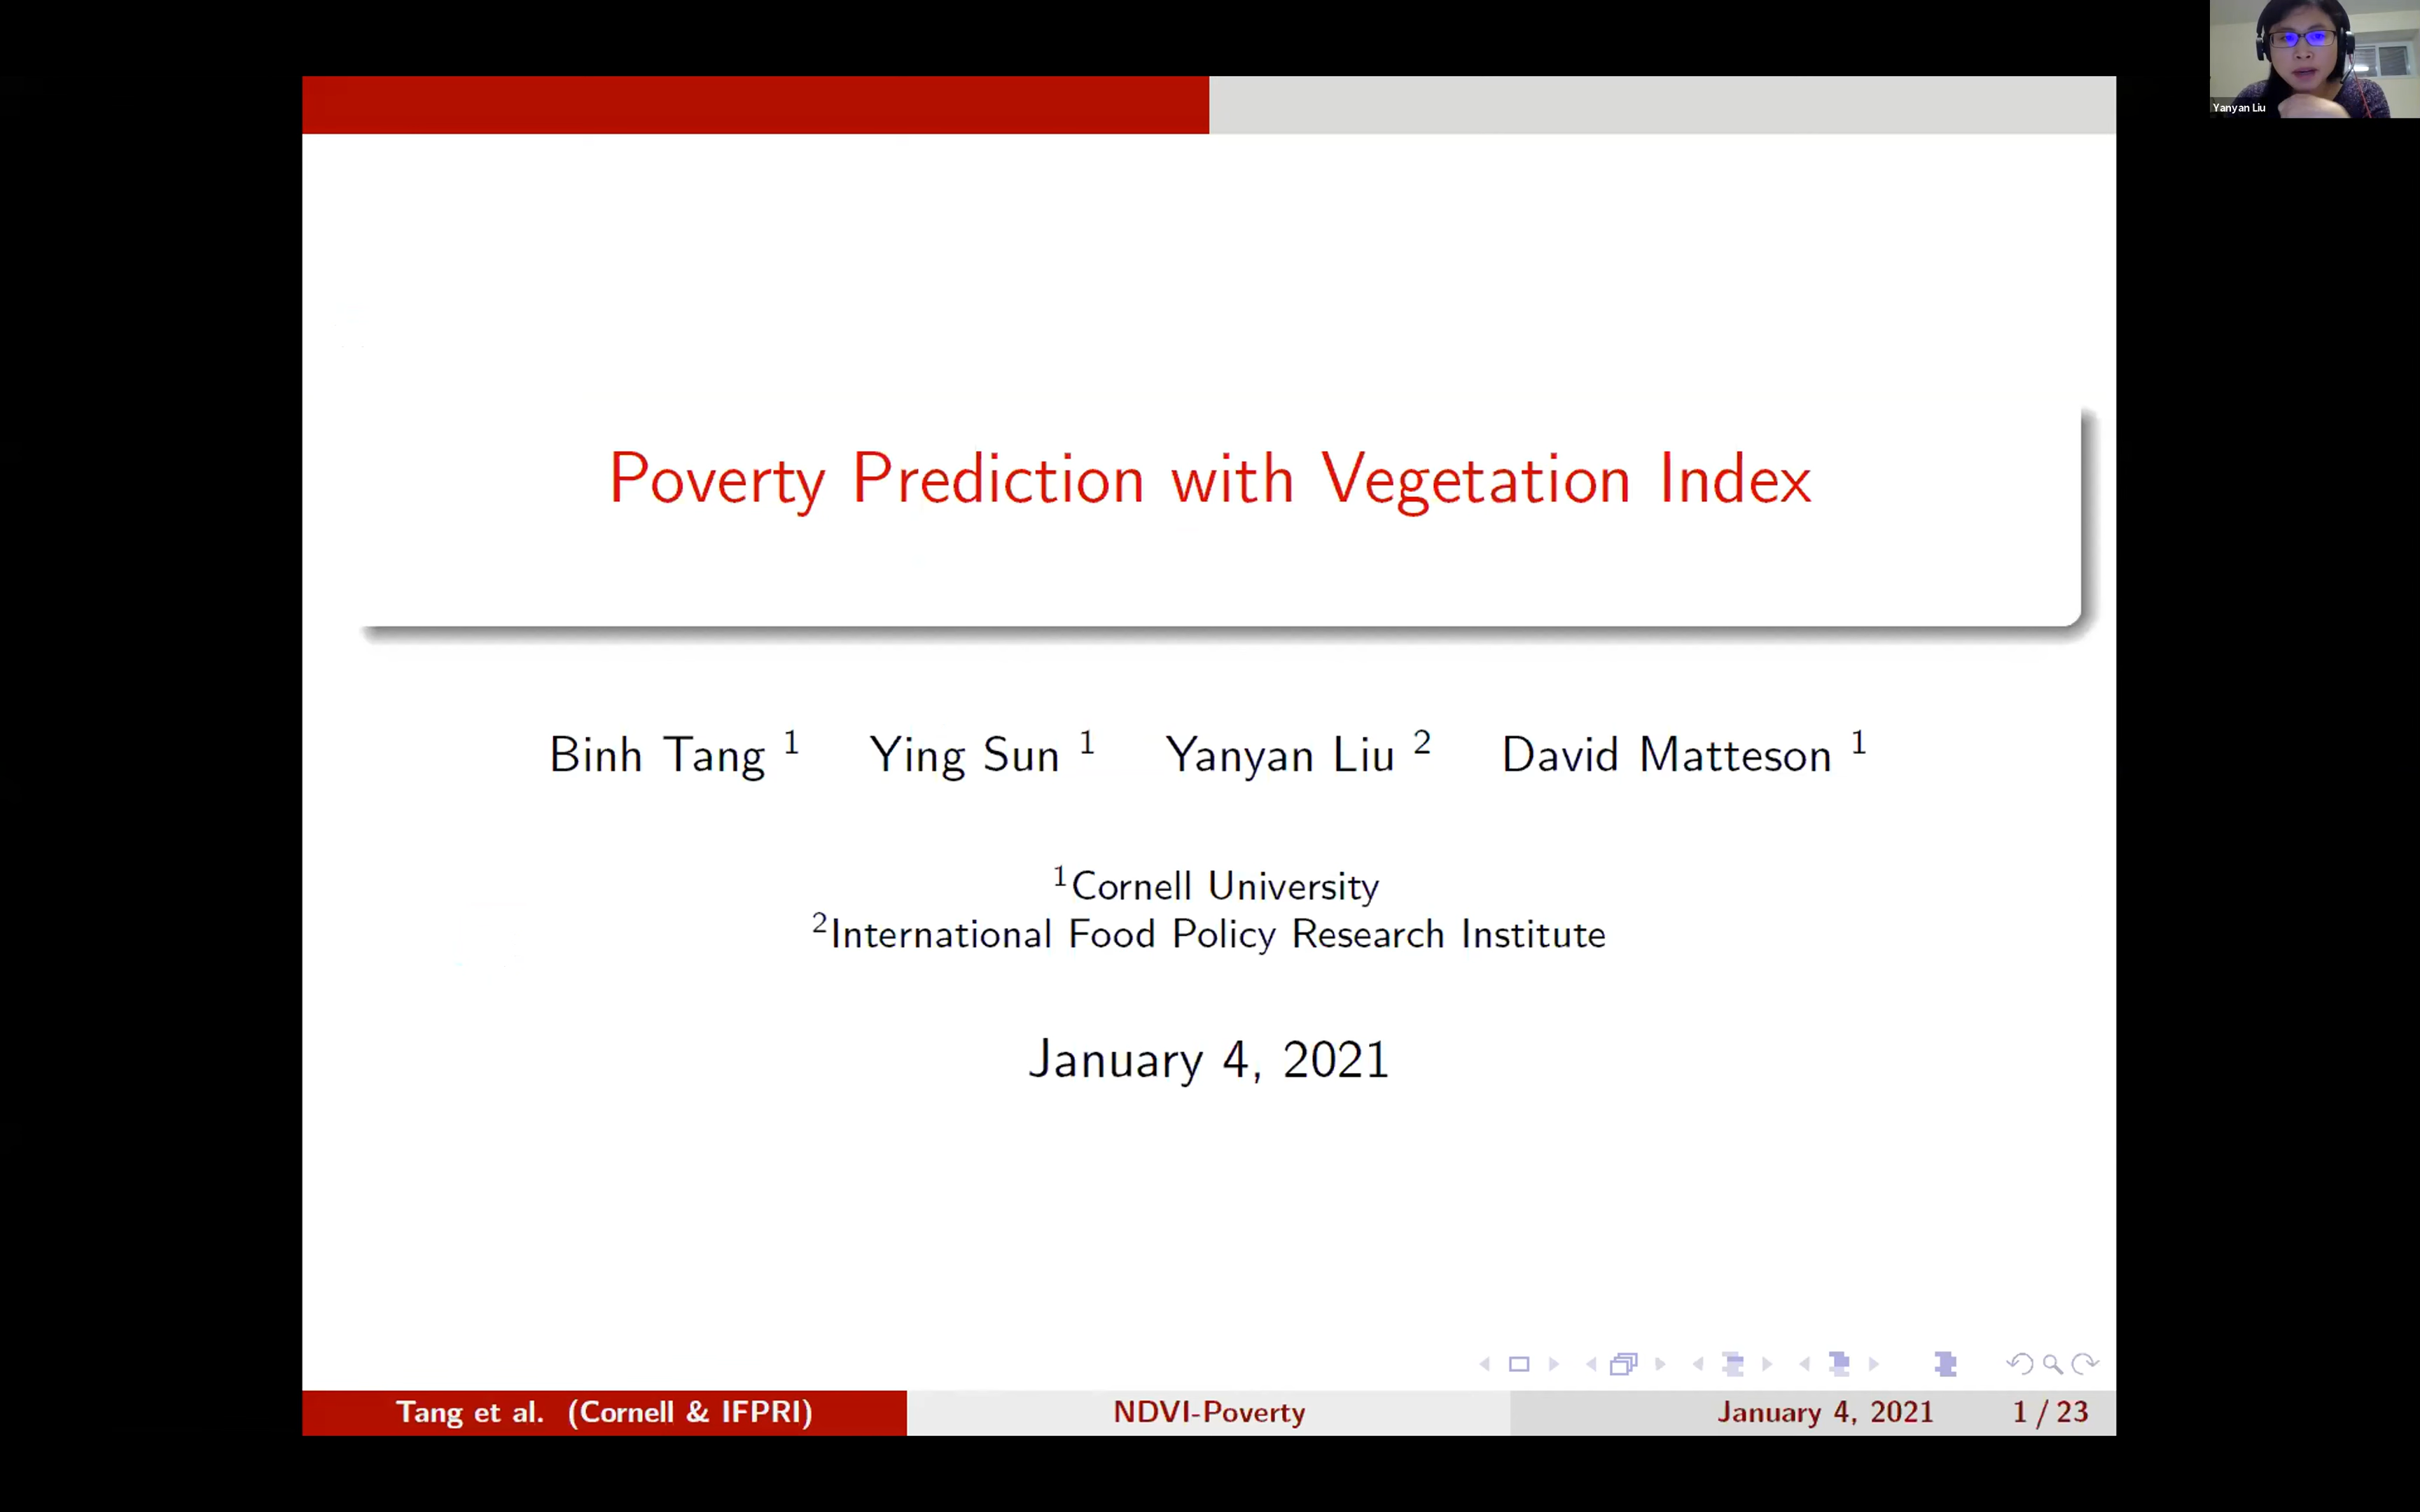 Yanyan Liu
Poverty Prediction with Vegetation Index
Binh Tang 1 Ying Sun 1 Yanyan Liu 2 David Matteson 1
1Cornell University
2International Food Policy Research Institute
January 4, 2021
Tang et al. (Cornell & IFPRI) NDVI-Poverty January 4, 2021 1 / 23